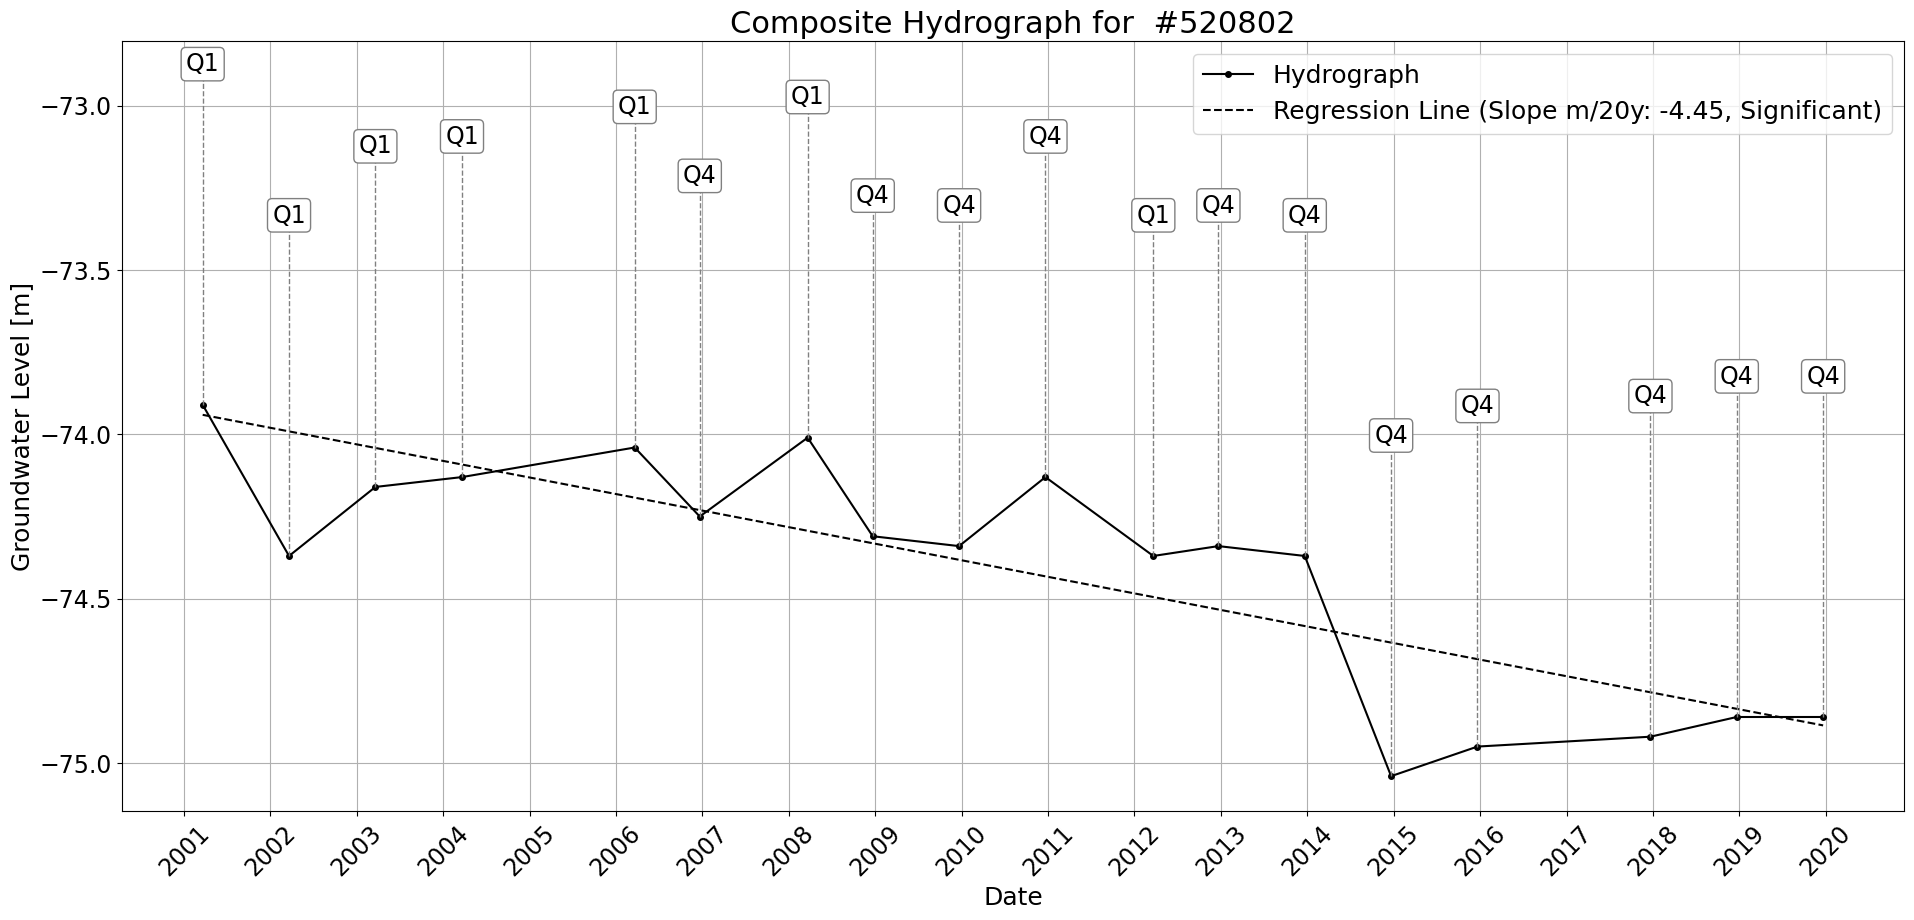 Composite Hydrograph for  #520802
Hydrograph
Regression Line (Slope m/20y: -4.45, Significant)
Q1
Q1
Q1
Q1
Q1
Q4
Q1
Q4
Q4
Q4
Q1
Q4
Q4
Q4
Q4
Q4
Q4
Q4
Groundwater Level [m]
−73.0
−73.5
−74.0
−74.5
−75.0
2001
2002
2003
2004
2005
2006
2007
2008
2009
2010
2011
2012
2013
2014
2015
2016
2017
2018
2019
2020
Date